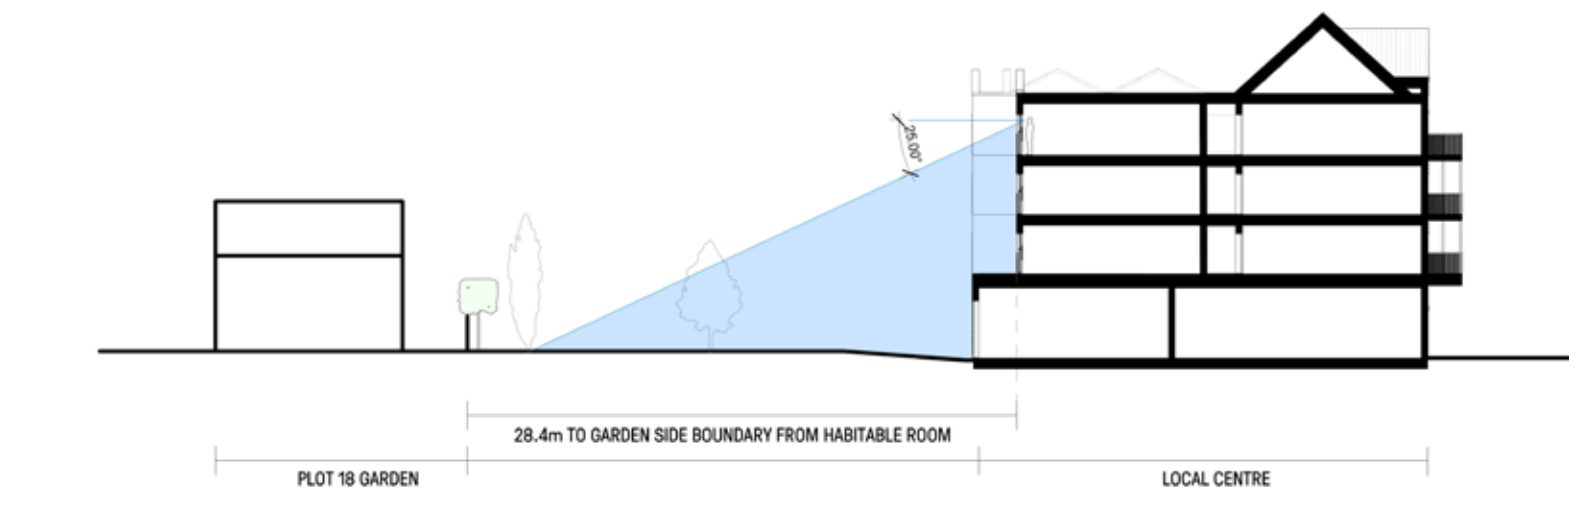 25.00°
28.4m TO GARDEN SIDE BOUNDARY FROM HABITABLE ROOM
PLOT 18 GARDEN
LOCAL CENTRE